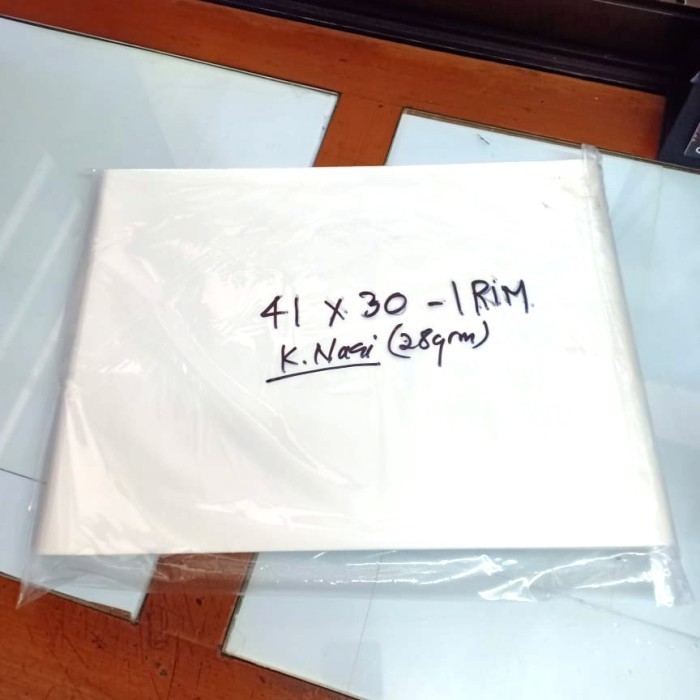 41 x 30 - 1 RiM.
K. Nasi (28grm)